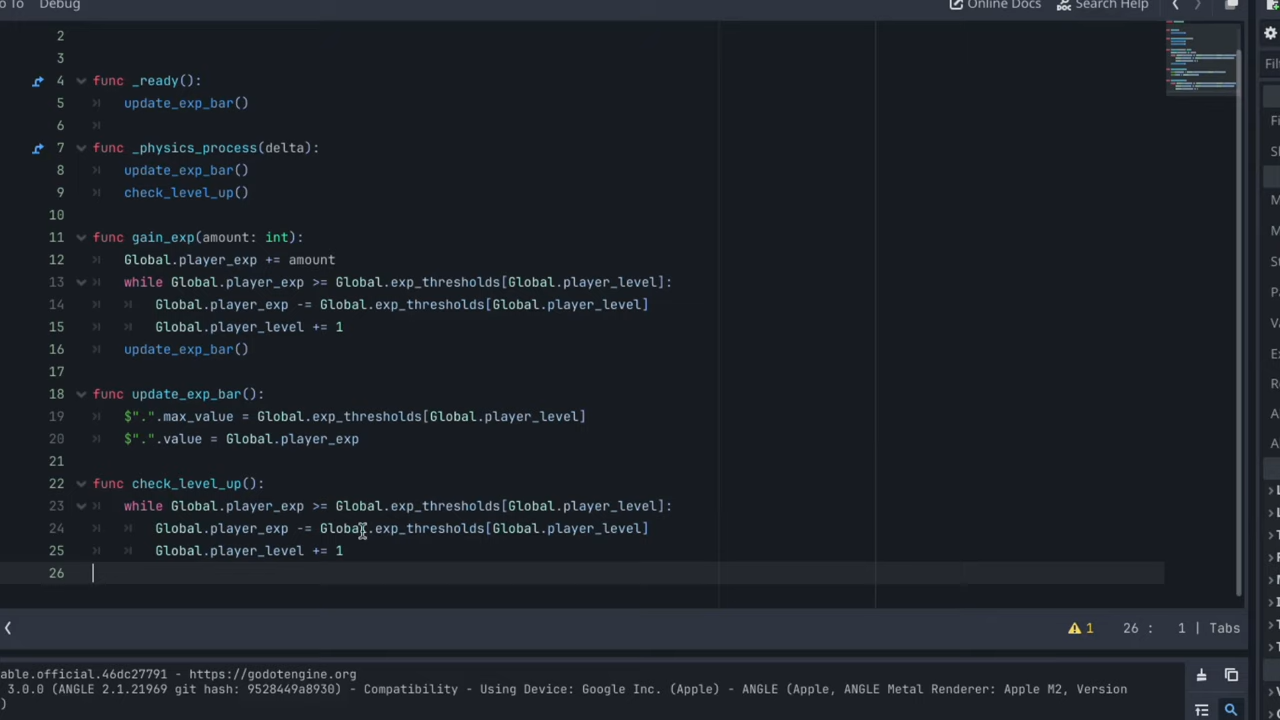 o To Debug Online Docs Search Help
2
3
4 func _ready():
5 update_exp_bar()
6
7 func _physics_process(delta):
8 update_exp_bar()
9 check_level_up()
10
11 func gain_exp(amount: int):
12 Global.player_exp += amount
13 while Global.player_exp >= Global.exp_thresholds[Global.player_level]:
14 Global.player_exp -= Global.exp_thresholds[Global.player_level]
15 Global.player_level += 1
16 update_exp_bar()
17
18 func update_exp_bar():
19 $".".max_value = Global.exp_thresholds[Global.player_level]
20 $".".value = Global.player_exp
21
22 func check_level_up():
23 while Global.player_exp >= Global.exp_thresholds[Global.player_level]:
24 Global.player_exp -= Global.exp_thresholds[Global.player_level]
25 Global.player_level += 1
26
1 26 : 1 | Tabs
able.official.46dc27791 - https://godotengine.org
3.0.0 (ANGLE 2.1.21969 git hash: 9528449a8930) - Compatibility - Using Device: Google Inc. (Apple) - ANGLE (Apple, ANGLE Metal Renderer: Apple M2, Version
)